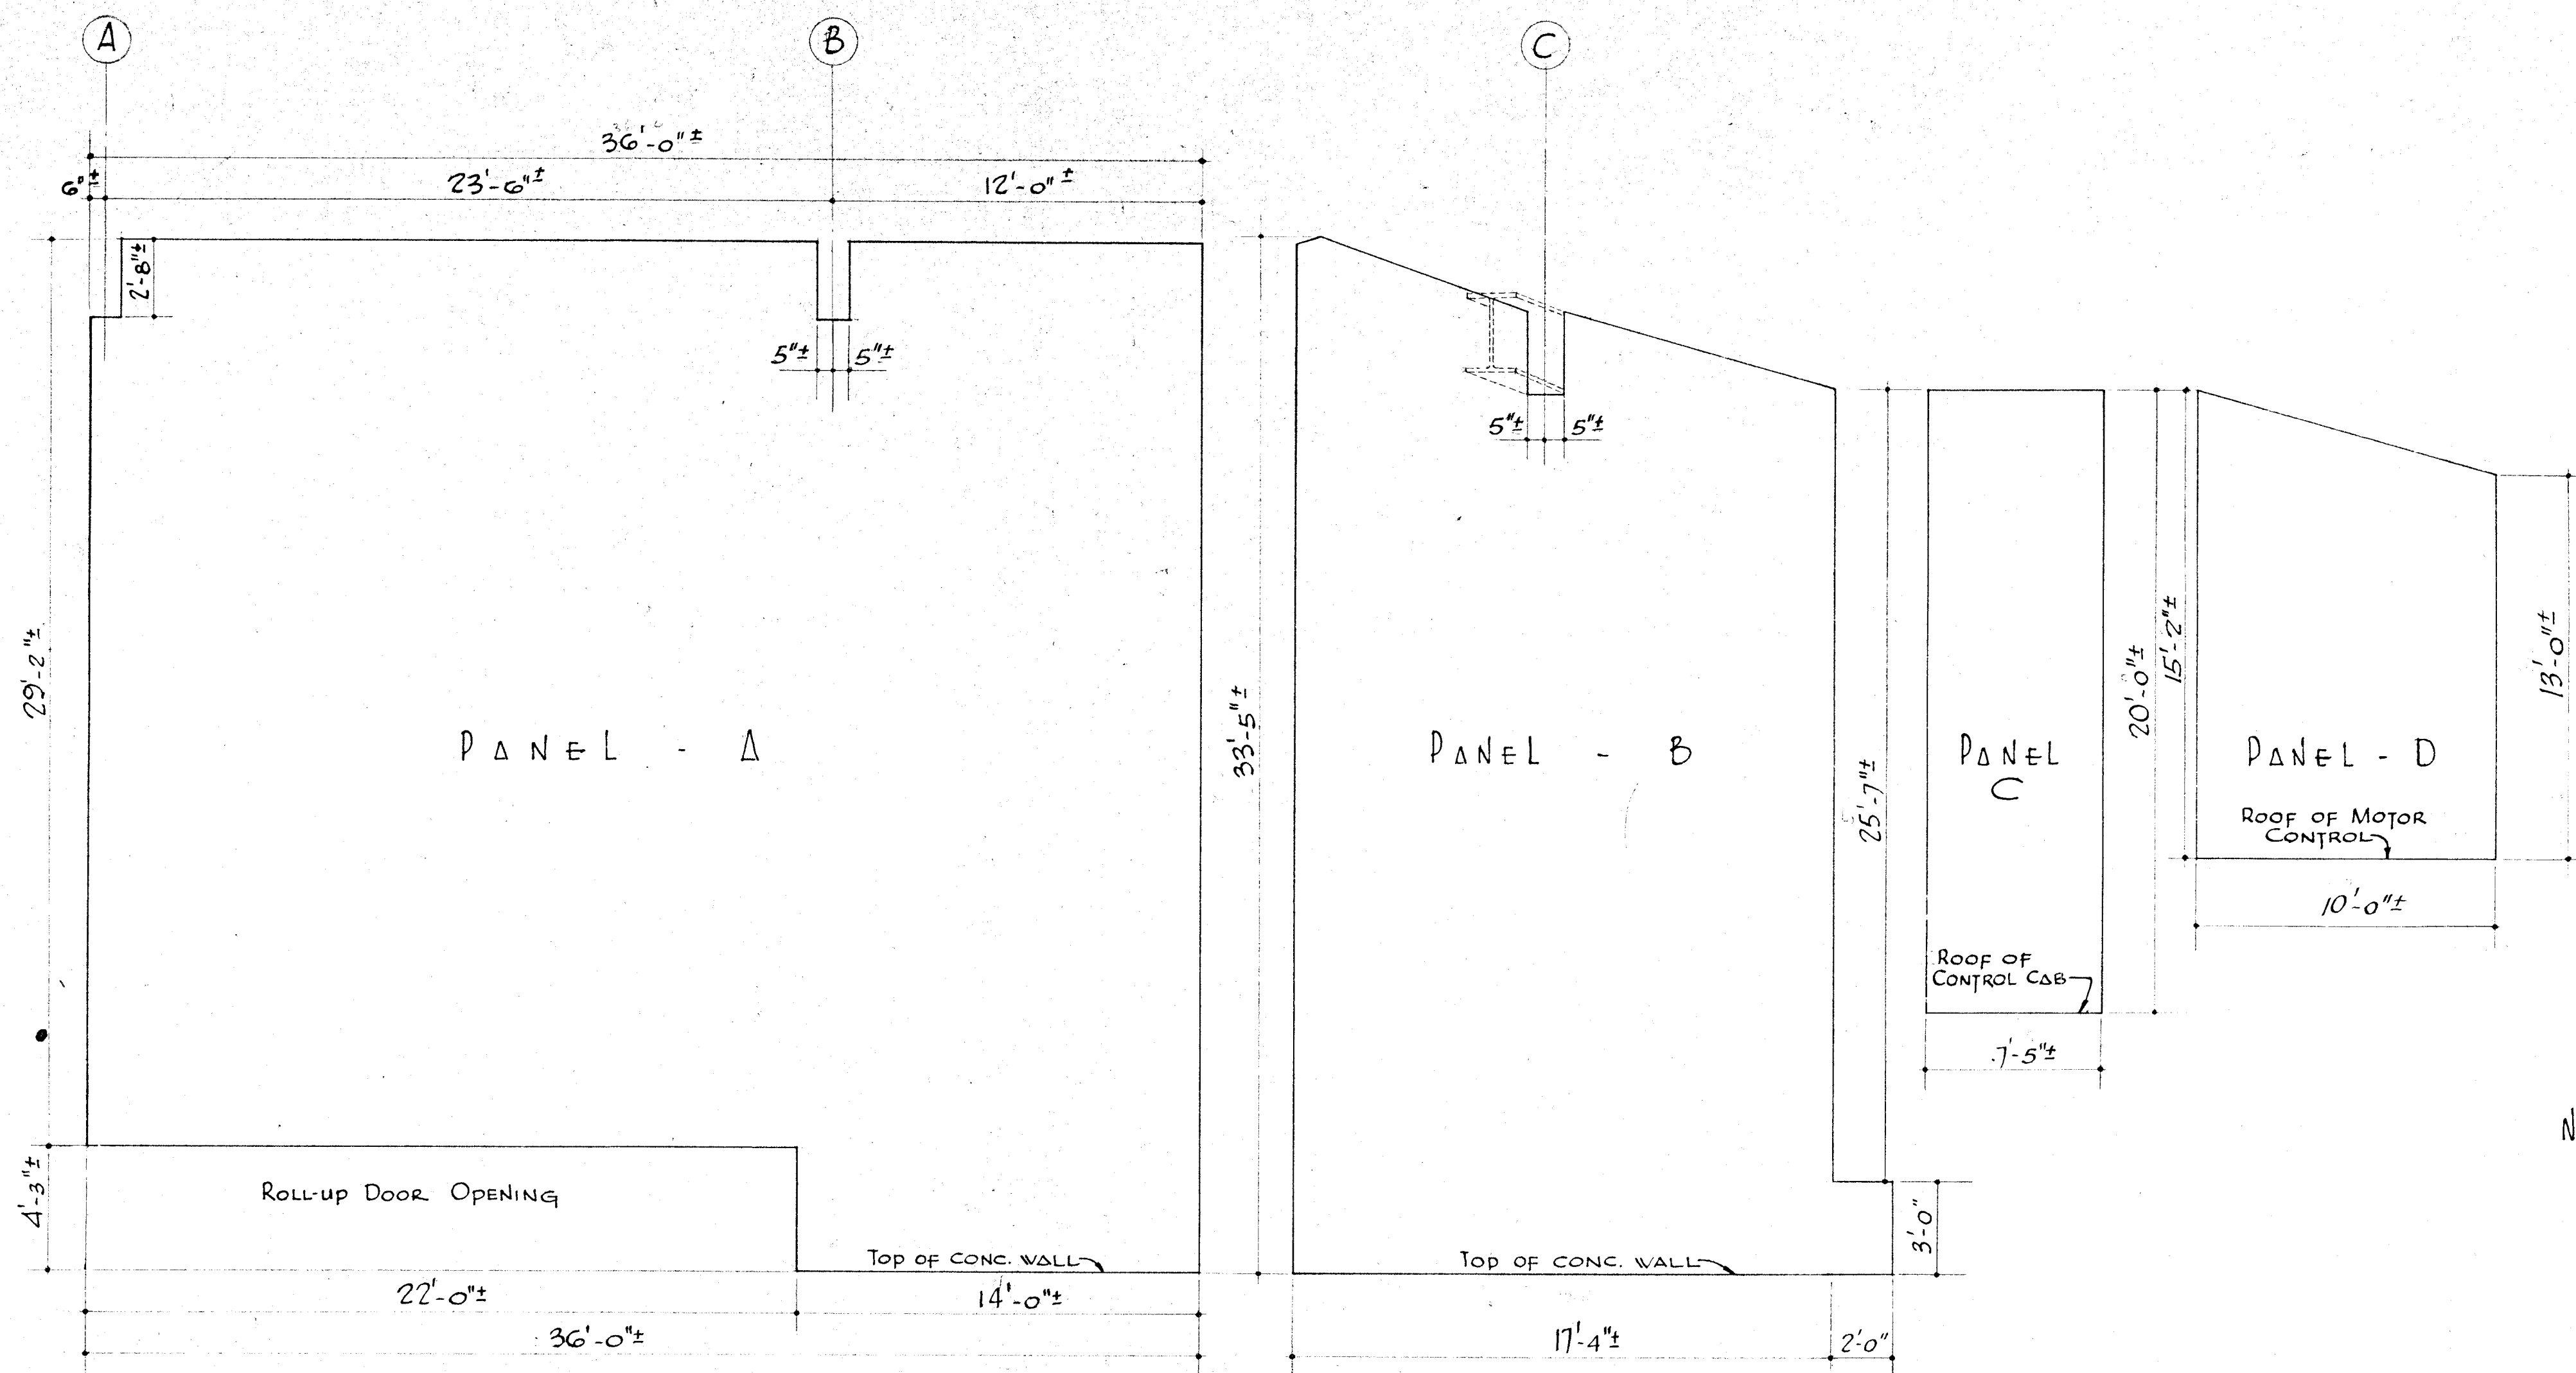 A
B
C
36'-0"±
6"±
23'-6"±
12'-0"±
2'-8"±
5"±
5"±
5"±
5"±
29'-2"±
33'-5"±
25'-7"±
20'-0"±
15'-2"±
13'-0"±
PANEL - A
PANEL - B
PANEL
C
PANEL - D
ROOF OF MOTOR
CONTROL
10'-0"±
ROOF OF
CONTROL CAB
7'-5"±
N
4'-3"±
ROLL-UP DOOR OPENING
3'-0"
TOP OF CONC. WALL
TOP OF CONC. WALL
22'-0"±
14'-0"±
36'-0"±
17'-4"±
2'-0"